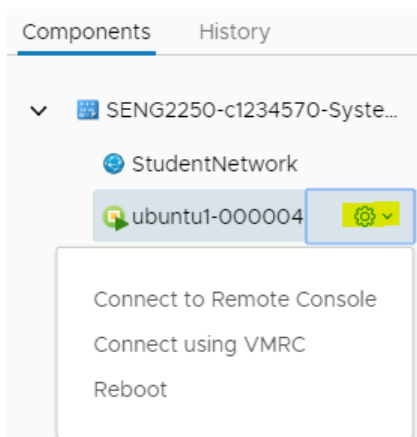 Components History
SENG2250-c1234570-Syste...
StudentNetwork
ubuntu1-000004
Connect to Remote Console
Connect using VMRC
Reboot